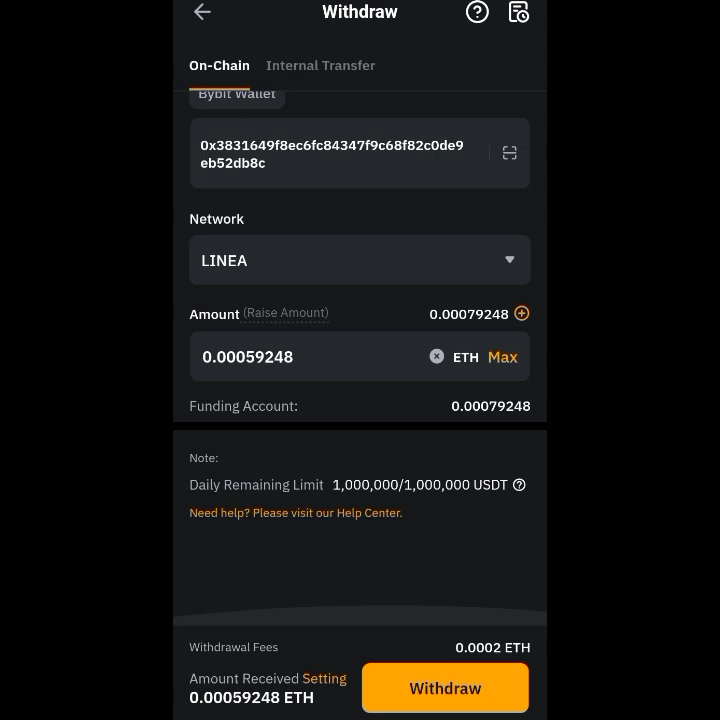 Withdraw
On-Chain Internal Transfer
Bybit Wallet
0x3831649f8ec6fc84347f9c68f82c0de9
eb52db8c
Network
LINEA
Amount (Raise Amount) 0.00079248
0.00059248 ETH Max
Funding Account: 0.00079248
Note:
Daily Remaining Limit 1,000,000/1,000,000 USDT
Need help? Please visit our Help Center.
Withdrawal Fees 0.0002 ETH
Amount Received Setting
0.00059248 ETH
Withdraw